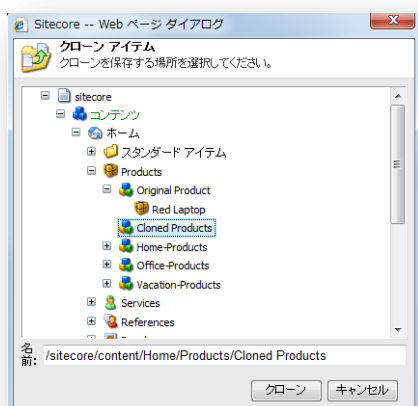 Sitecore -- Web ページ ダイアログ
クローン アイテム
クローンを保存する場所を選択してください。
sitecore
コンテンツ
ホーム
スタンダード アイテム
Products
Original Product
Red Laptop
Cloned Products
Home-Products
Office-Products
Vacation-Products
Services
References
名前: /sitecore/content/Home/Products/Cloned Products
クローン キャンセル